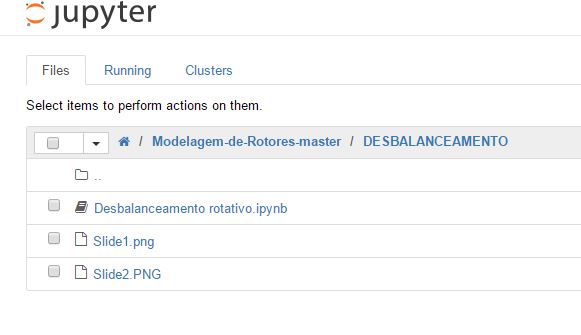 jupyter
Files Running Clusters
Select items to perform actions on them.
/ Modelagem-de-Rotores-master / DESBALANCEAMENTO
..
Desbalanceamento rotativo.ipynb
Slide1.png
Slide2.PNG